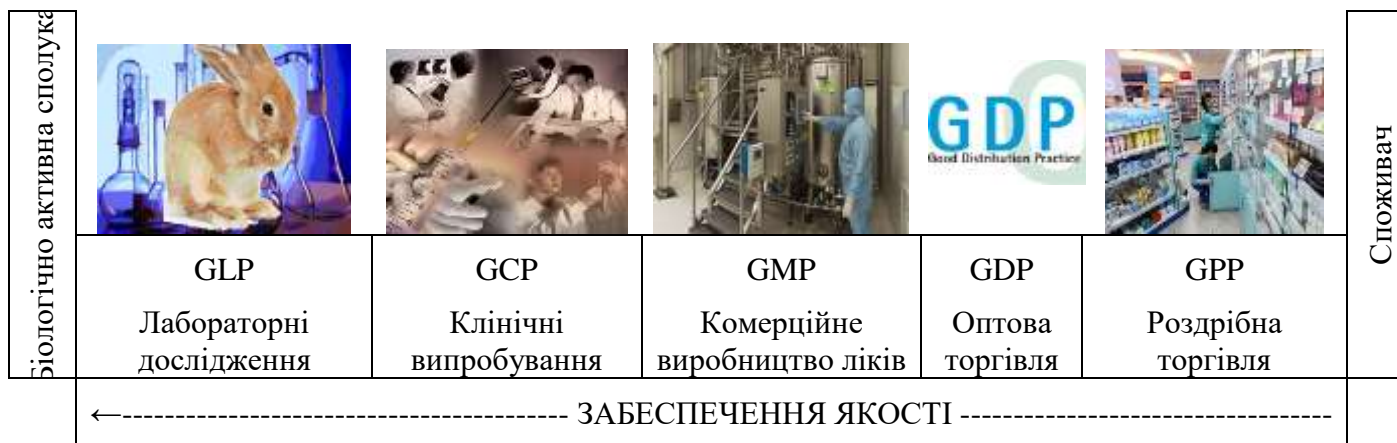 Біологічно активна сполука
GDP
Good Distribution Practice
Споживач
GLP
GCP
GMP
GDP
GPP
Лабораторні
дослідження
Клінічні
випробування
Комерційне
виробництво ліків
Оптова
торгівля
Роздрібна
торгівля
←-------------------------------------------- ЗАБЕСПЕЧЕННЯ ЯКОСТІ ----------------------------------